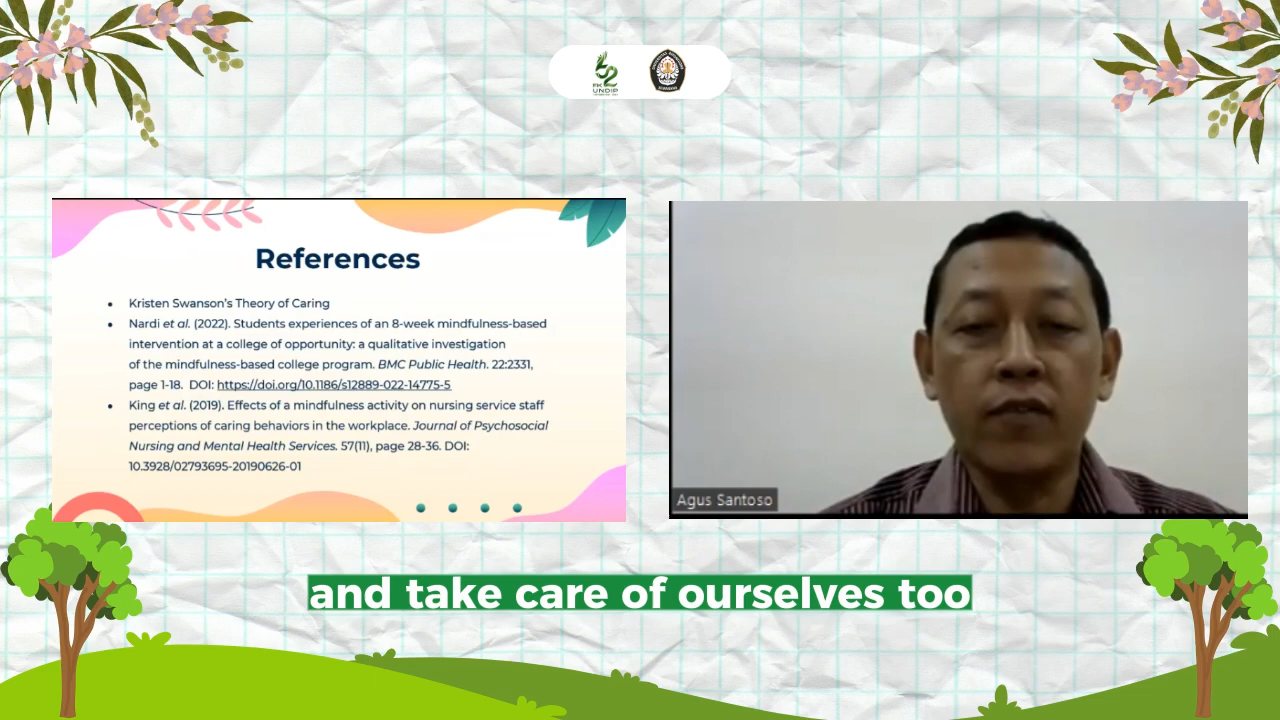 FK
UNDIP
References
• Kristen Swanson's Theory of Caring
• Nardi et al. (2022). Students experiences of an 8-week mindfulness-based
intervention at a college of opportunity: a qualitative investigation
of the mindfulness-based college program. BMC Public Health. 22:2331,
page 1-18. DOI: https://doi.org/10.1186/s12889-022-14775-5
• King et al. (2019). Effects of a mindfulness activity on nursing service staff
perceptions of caring behaviors in the workplace. Journal of Psychosocial
Nursing and Mental Health Services. 57(11), page 28-36. DOI:
10.3928/02793695-20190626-01
Agus Santoso
and take care of ourselves too